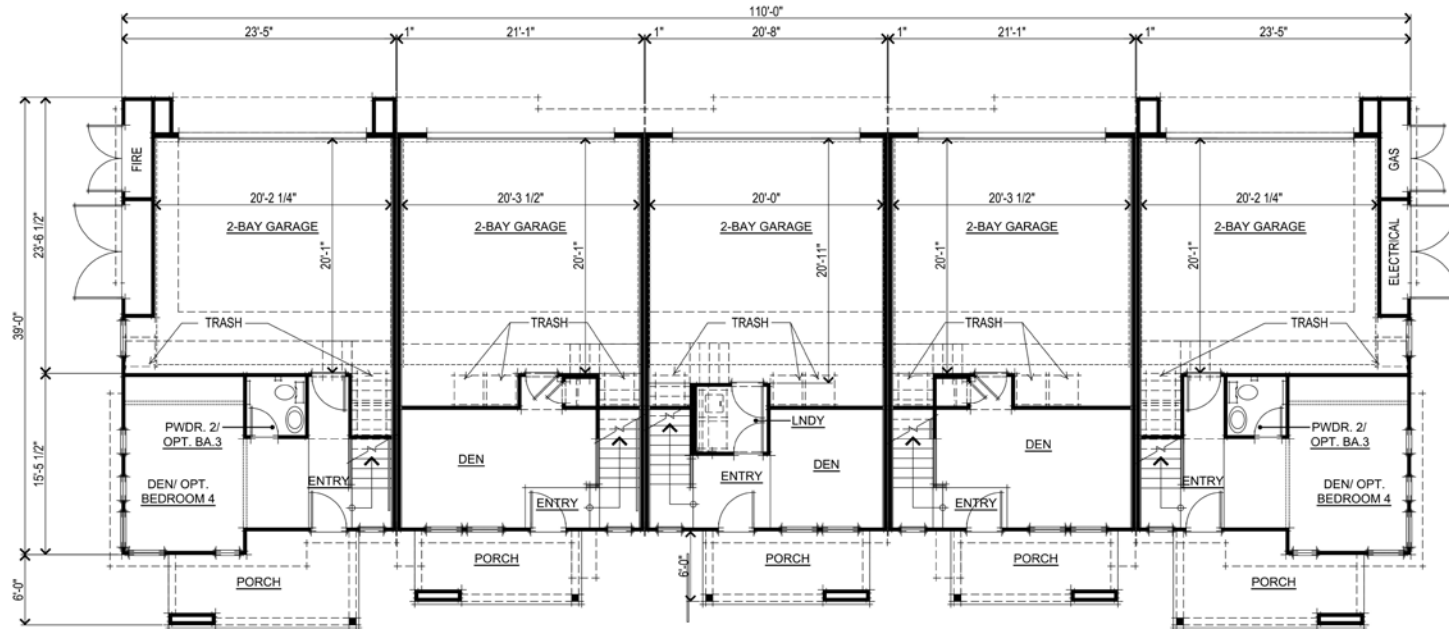 110'-0"
23'-5" 1" 21'-1" 1" 20'-8" 1" 21'-1" 1" 23'-5"
FIRE
GAS
ELECTRICAL
20'-2 1/4" 20'-3 1/2" 20'-0" 20'-3 1/2" 20'-2 1/4"
2-BAY GARAGE 2-BAY GARAGE 2-BAY GARAGE 2-BAY GARAGE 2-BAY GARAGE
20'-1" 20'-1" 20'-11" 20'-1" 20'-1"
39'-0"
23'-6 1/2"
15'-5 1/2"
6'-0"
TRASH TRASH TRASH TRASH TRASH
PWDR. 2/
OPT. BA.3
DEN/ OPT.
BEDROOM 4
ENTRY
PORCH
DEN
ENTRY
PORCH
LNDY
ENTRY
DEN
6'-0"
PORCH
DEN
ENTRY
PORCH
PWDR. 2/
OPT. BA.3
ENTRY
DEN/ OPT.
BEDROOM 4
PORCH